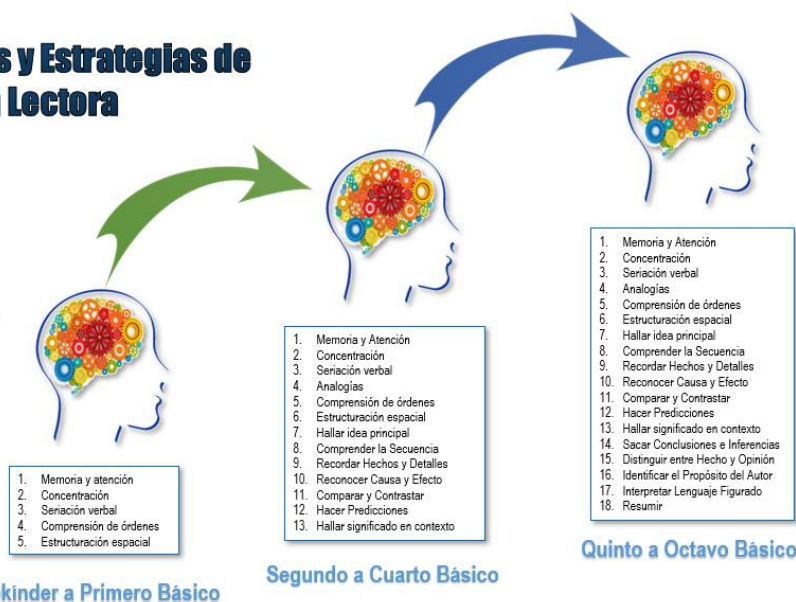 s y Estrategias de
Lectora
1. Memoria y atención
2. Concentración
3. Seriación verbal
4. Comprensión de órdenes
5. Estructuración espacial
ekínder a Primero Básico
1. Memoria y Atención
2. Concentración
3. Seriación verbal
4. Analogías
5. Comprensión de órdenes
6. Estructuración espacial
7. Hallar idea principal
8. Comprender la Secuencia
9. Recordar Hechos y Detalles
10. Reconocer Causa y Efecto
11. Comparar y Contrastar
12. Hacer Predicciones
13. Hallar significado en contexto
Segundo a Cuarto Básico
1. Memoria y Atención
2. Concentración
3. Seriación verbal
4. Analogías
5. Comprensión de órdenes
6. Estructuración espacial
7. Hallar idea principal
8. Comprender la Secuencia
9. Recordar Hechos y Detalles
10. Reconocer Causa y Efecto
11. Comparar y Contrastar
12. Hacer Predicciones
13. Hallar significado en contexto
14. Sacar Conclusiones e Inferencias
15. Distinguir entre Hecho y Opinión
16. Identificar el Propósito del Autor
17. Interpretar Lenguaje Figurado
18. Resumir
Quinto a Octavo Básico